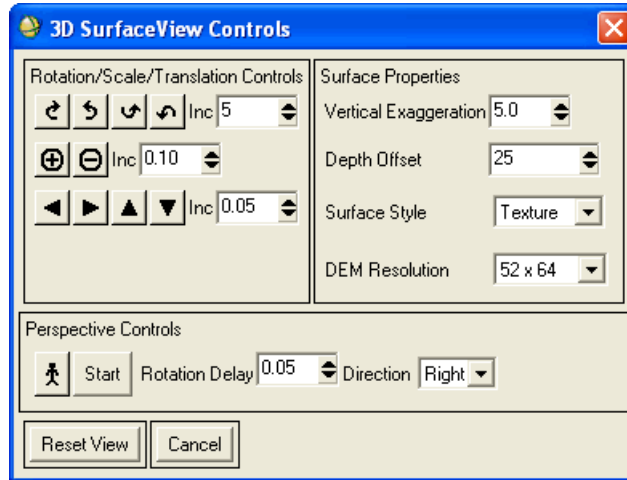 3D SurfaceView Controls
Rotation/Scale/Translation Controls
Inc 5
Inc 0.10
Inc 0.05
Surface Properties
Vertical Exaggeration 5.0
Depth Offset 25
Surface Style Texture
DEM Resolution 52 x 64
Perspective Controls
Start Rotation Delay 0.05 Direction Right
Reset View Cancel